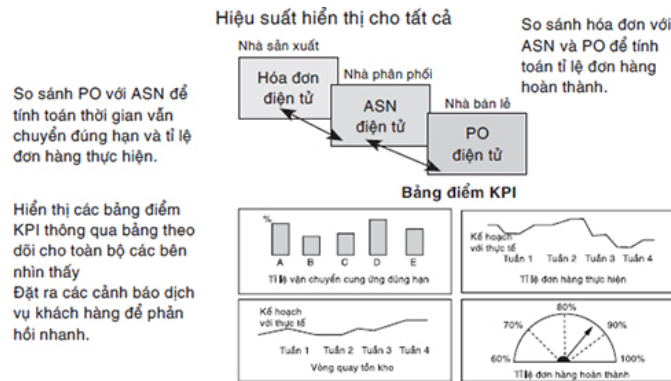 Hiệu suất hiển thị cho tất cả
Nhà sản xuất
Hóa đơn
điện tử
Nhà phân phối
ASN
điện tử
Nhà bán lẻ
PO
điện tử
So sánh hóa đơn với
ASN và PO để tính
toán tỉ lệ đơn hàng
hoàn thành.
So sánh PO với ASN để
tính toán thời gian vẫn
chuyển đúng hạn và tỉ lệ
đơn hàng thực hiện.
Hiển thị các bảng điểm
KPI thông qua bảng theo
dõi cho toàn bộ các bên
nhìn thấy
Đặt ra các cảnh báo dịch
vụ khách hàng để phản
hồi nhanh.
Bảng điểm KPI
%
A B C D E
Tỉ lệ vận chuyển cung ứng đúng hạn
Kế hoạch
với thực tế
Tuần 1 Tuần 2 Tuần 3 Tuần 4
Tỉ lệ đơn hàng thực hiện
Kế hoạch
với thực tế
Tuần 1 Tuần 2 Tuần 3 Tuần 4
Vòng quay tồn kho
80%
70% 90%
60% 100%
Tỉ lệ đơn hàng hoàn thành